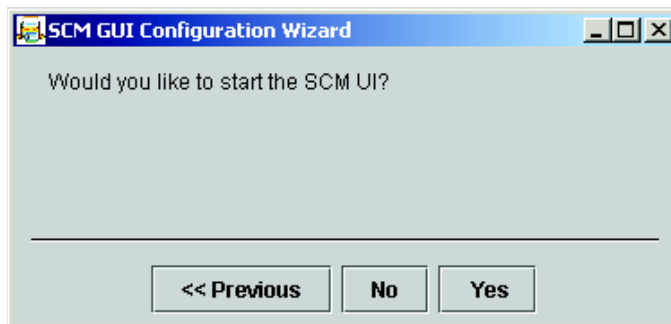 SCM GUI Configuration Wizard
Would you like to start the SCM UI?
<< Previous No Yes